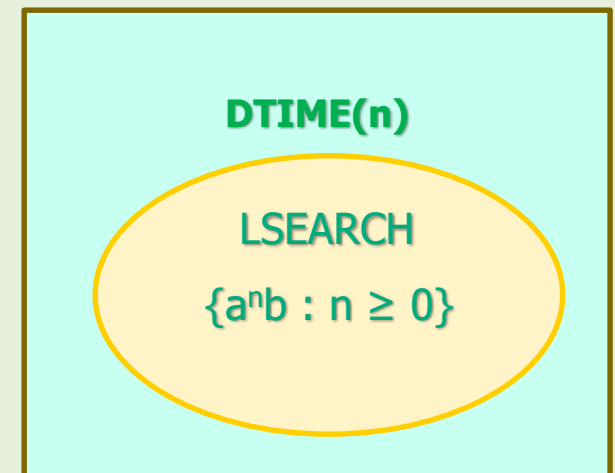 DTIME(n)
LSEARCH
{aⁿb : n ≥ 0}